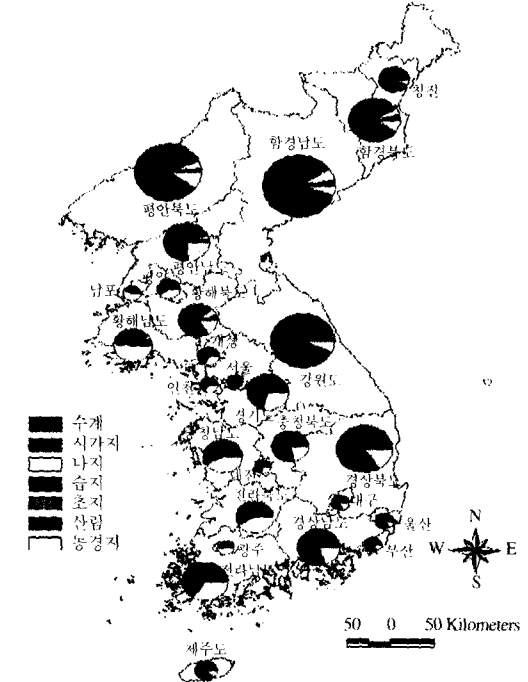 청진
함경북도
함경남도
평안북도
평안남도
남포
황해북도
황해남도
개성
서울
인천
강원도
경기도
충청북도
충남
경상북도
대구
전라북도
경상남도
울산
광주
부산
전라남도
제주도
수계
시가지
나지
습지
초지
산림
농경지
N
W E
S
50 0 50 Kilometers